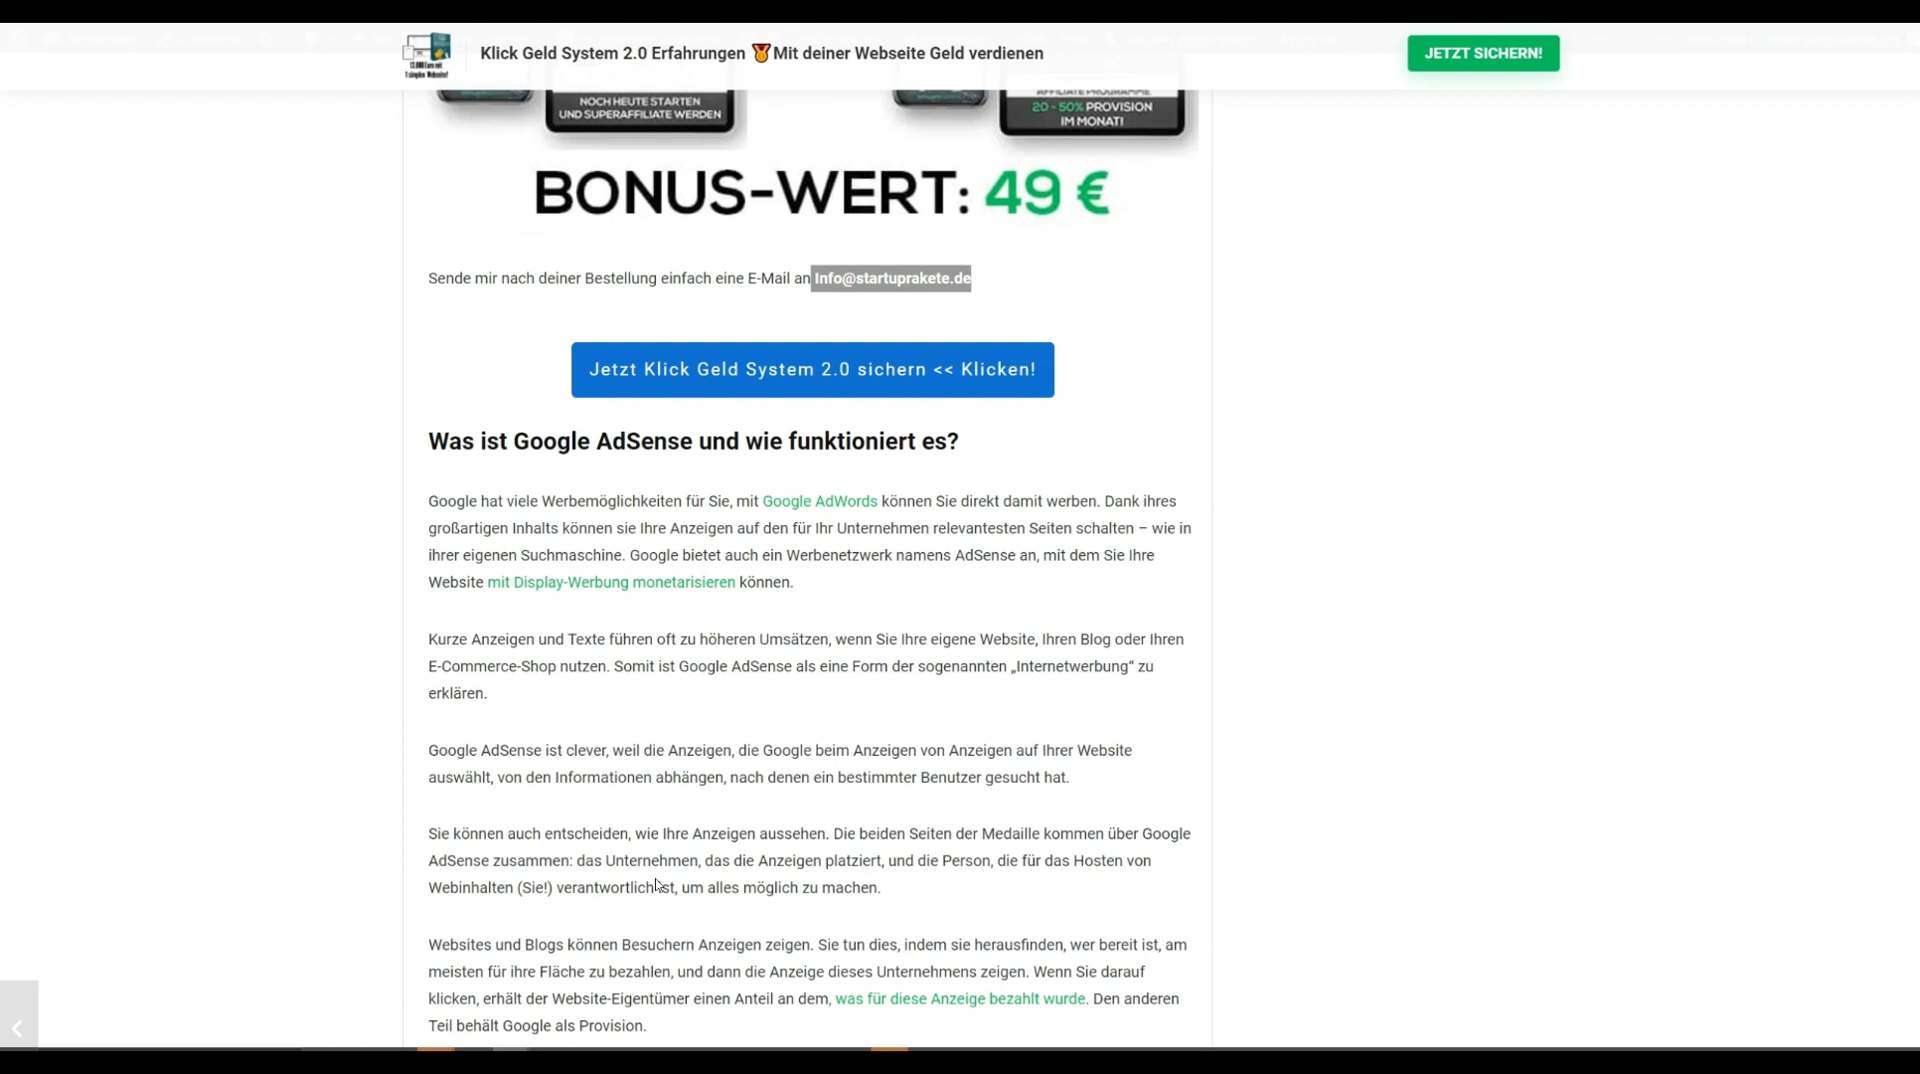 Klick Geld System 2.0 Erfahrungen 🏅Mit deiner Webseite Geld verdienen
JETZT SICHERN!
NOCH HEUTE STARTEN
UND SUPERAFFILIATE WERDEN
AFFILIATE PROGRAMME
20 - 50% PROVISION
IM MONAT!
BONUS-WERT: 49 €
Sende mir nach deiner Bestellung einfach eine E-Mail an Info@startuprakete.de
Jetzt Klick Geld System 2.0 sichern << Klicken!
Was ist Google AdSense und wie funktioniert es?
Google hat viele Werbemöglichkeiten für Sie, mit Google AdWords können Sie direkt damit werben. Dank ihres
großartigen Inhalts können sie Ihre Anzeigen auf den für Ihr Unternehmen relevantesten Seiten schalten – wie in
ihrer eigenen Suchmaschine. Google bietet auch ein Werbenetzwerk namens AdSense an, mit dem Sie Ihre
Website mit Display-Werbung monetarisieren können.
Kurze Anzeigen und Texte führen oft zu höheren Umsätzen, wenn Sie Ihre eigene Website, Ihren Blog oder Ihren
E-Commerce-Shop nutzen. Somit ist Google AdSense als eine Form der sogenannten „Internetwerbung“ zu
erklären.
Google AdSense ist clever, weil die Anzeigen, die Google beim Anzeigen von Anzeigen auf Ihrer Website
auswählt, von den Informationen abhängen, nach denen ein bestimmter Benutzer gesucht hat.
Sie können auch entscheiden, wie Ihre Anzeigen aussehen. Die beiden Seiten der Medaille kommen über Google
AdSense zusammen: das Unternehmen, das die Anzeigen platziert, und die Person, die für das Hosten von
Webinhalten (Sie!) verantwortlich ist, um alles möglich zu machen.
Websites und Blogs können Besuchern Anzeigen zeigen. Sie tun dies, indem sie herausfinden, wer bereit ist, am
meisten für ihre Fläche zu bezahlen, und dann die Anzeige dieses Unternehmens zeigen. Wenn Sie darauf
klicken, erhält der Website-Eigentümer einen Anteil an dem, was für diese Anzeige bezahlt wurde. Den anderen
Teil behält Google als Provision.